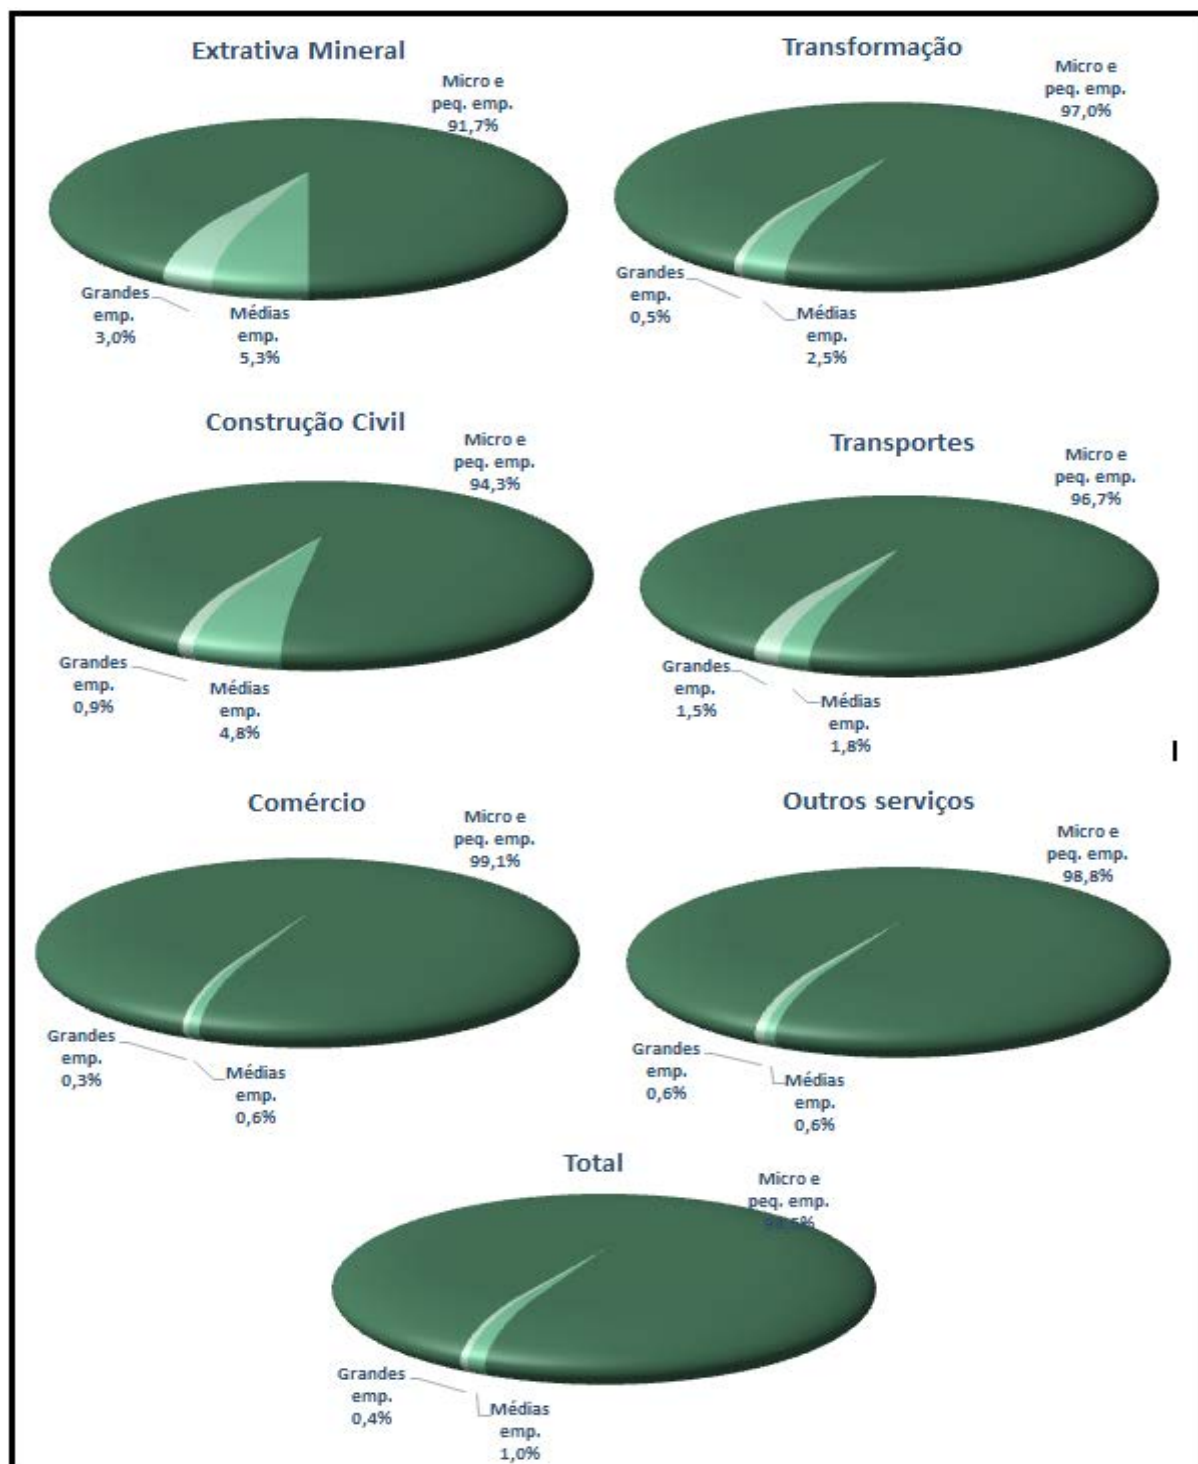 Extrativa Mineral
Micro e
peq. emp.
91,7%
Grandes
emp.
3,0%
Médias
emp.
5,3%
Transformação
Micro e
peq. emp.
97,0%
Grandes
emp.
0,5%
Médias
emp.
2,5%
Construção Civil
Micro e
peq. emp.
94,3%
Grandes
emp.
0,9%
Médias
emp.
4,8%
Transportes
Micro e
peq. emp.
96,7%
Grandes
emp.
1,5%
Médias
emp.
1,8%
Comércio
Micro e
peq. emp.
99,1%
Grandes
emp.
0,3%
Médias
emp.
0,6%
Outros serviços
Micro e
peq. emp.
98,8%
Grandes
emp.
0,6%
Médias
emp.
0,6%
Total
Micro e
peq. emp.
Grandes
emp.
0,4%
Médias
emp.
1,0%